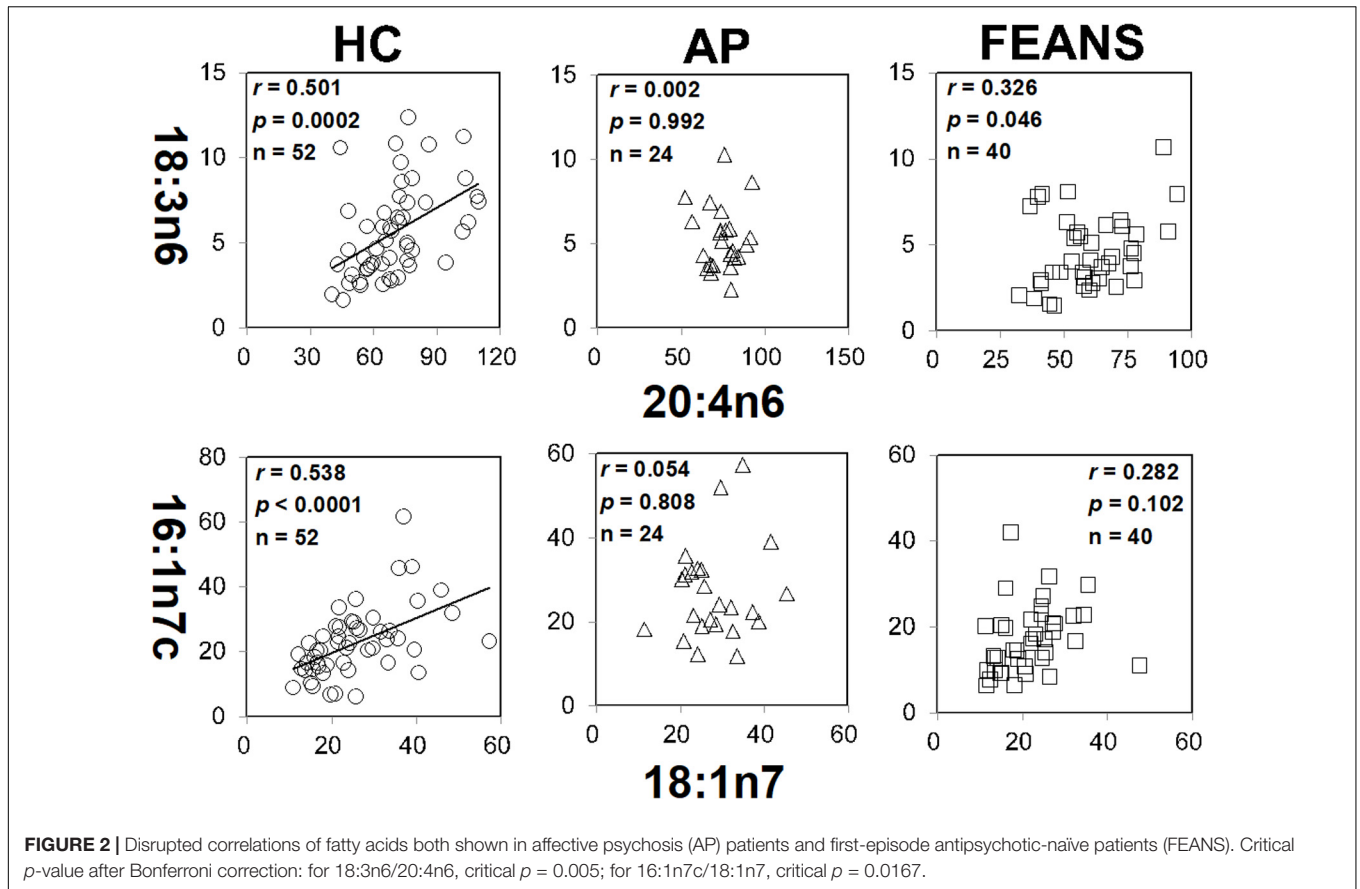 HC AP FEANS
15 15 15
r = 0.501 r = 0.002 r = 0.326
p = 0.0002 p = 0.992 p = 0.046
n = 52 n = 24 n = 40
18:3n6
10 10 10
5 5 5
0 0 0
0 30 60 90 120 0 50 100 150 0 25 50 75 100
20:4n6
80 60 60
r = 0.538 r = 0.054 r = 0.282
p < 0.0001 p = 0.808 p = 0.102
n = 52 n = 24 n = 40
16:1n7c
60 40 40
40 20 20
20
0 0 0
0 20 40 60 0 20 40 60 0 20 40 60
18:1n7
FIGURE 2 | Disrupted correlations of fatty acids both shown in affective psychosis (AP) patients and first-episode antipsychotic-naïve patients (FEANS). Critical
p-value after Bonferroni correction: for 18:3n6/20:4n6, critical p = 0.005; for 16:1n7c/18:1n7, critical p = 0.0167.